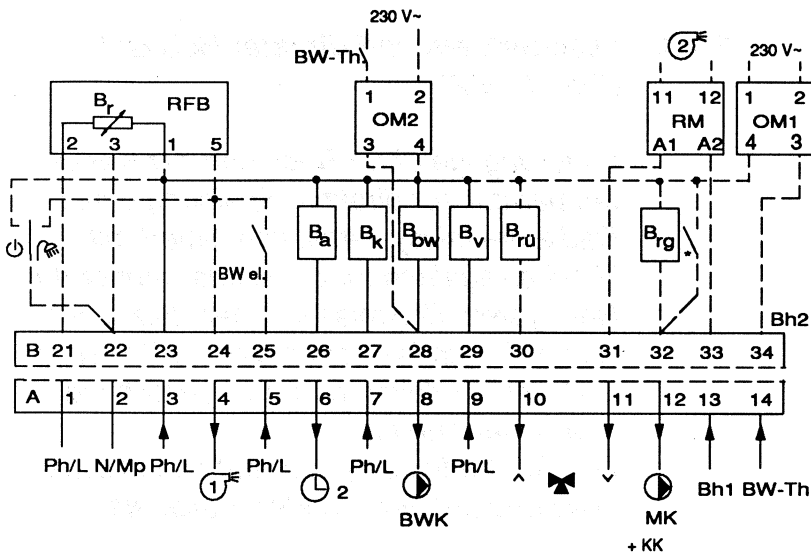 230 V~
BW-Th.
2
230 V~
Br RFB
2 3 1 5
1 2
OM2
3 4
11 12
RM
A1 A2
1 2
OM1
4 3
Ba Bk Bbw Bv Brü Brg *
BW el.
Bh2
B 21 22 23 24 25 26 27 28 29 30 31 32 33 34
A 1 2 3 4 5 6 7 8 9 10 11 12 13 14
Ph/L N/Mp Ph/L 1 Ph/L 2 Ph/L BWK Ph/L ^ v MK Bh1 BW-Th
+ KK